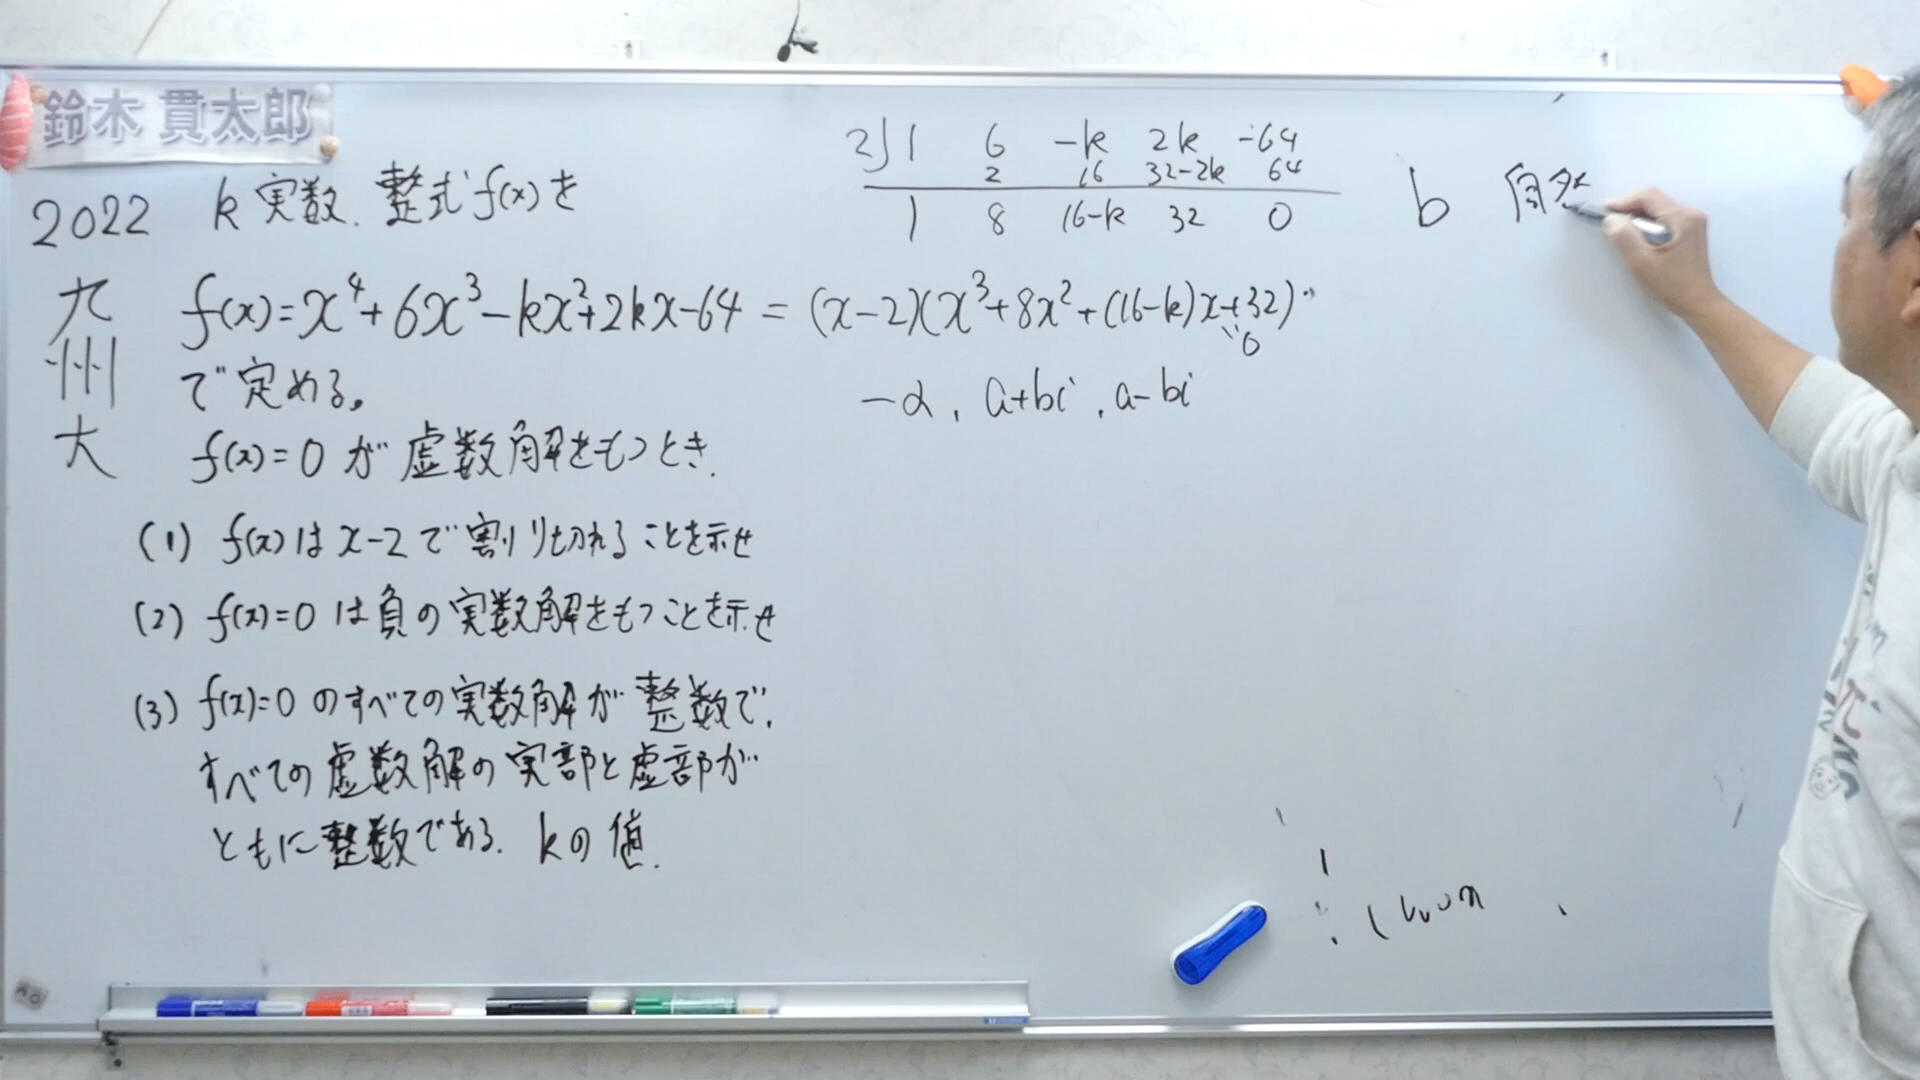 鈴木 貫太郎
2022 九州大
k 実数. 整式 f(x) を
f(x)=x⁴+6x³-kx²+2kx-64 = (x-2)(x³+8x²+(16-k)x+32)
で定める。
f(x)=0 が 虚数解をもつとき.
(1) f(x)は x-2 で割り切れることを示せ
(2) f(x)=0 は負の実数解をもつことを示せ
(3) f(x)=0 のすべての実数解が整数で,
すべての虚数解の実部と虚部が
ともに整数である. kの値.
2 1 6 -k 2k -64
2 16 32-2k 64
1 8 16-k 32 0
0
-α , a+bi , a-bi
b 自然